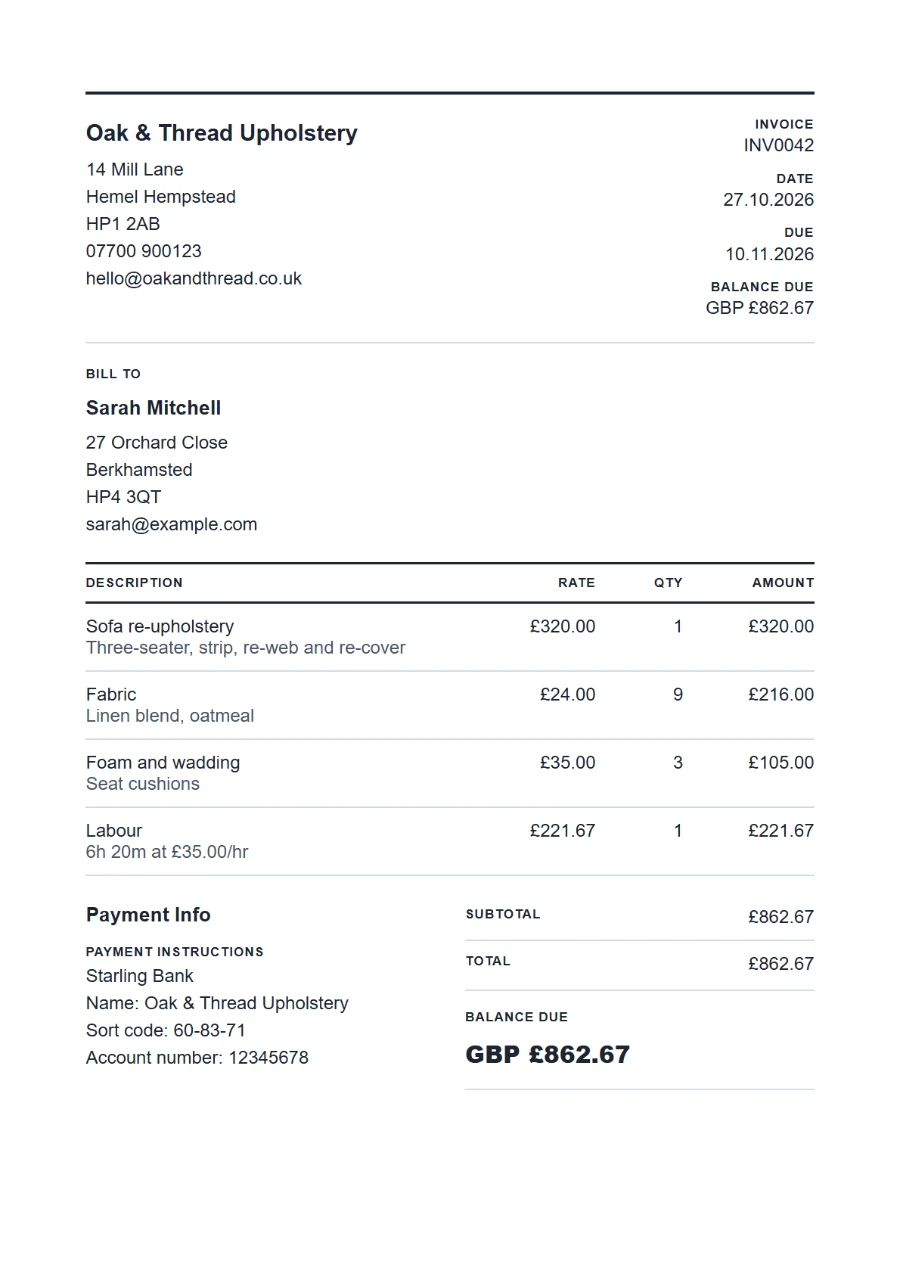 Oak & Thread Upholstery
14 Mill Lane
Hemel Hempstead
HP1 2AB
07700 900123
hello@oakandthread.co.uk
INVOICE
INV0042
DATE
27.10.2026
DUE
10.11.2026
BALANCE DUE
GBP £862.67
BILL TO
Sarah Mitchell
27 Orchard Close
Berkhamsted
HP4 3QT
sarah@example.com
DESCRIPTION RATE QTY AMOUNT
Sofa re-upholstery £320.00 1 £320.00
Three-seater, strip, re-web and re-cover
Fabric £24.00 9 £216.00
Linen blend, oatmeal
Foam and wadding £35.00 3 £105.00
Seat cushions
Labour £221.67 1 £221.67
6h 20m at £35.00/hr
Payment Info
PAYMENT INSTRUCTIONS
Starling Bank
Name: Oak & Thread Upholstery
Sort code: 60-83-71
Account number: 12345678
SUBTOTAL £862.67
TOTAL £862.67
BALANCE DUE
GBP £862.67